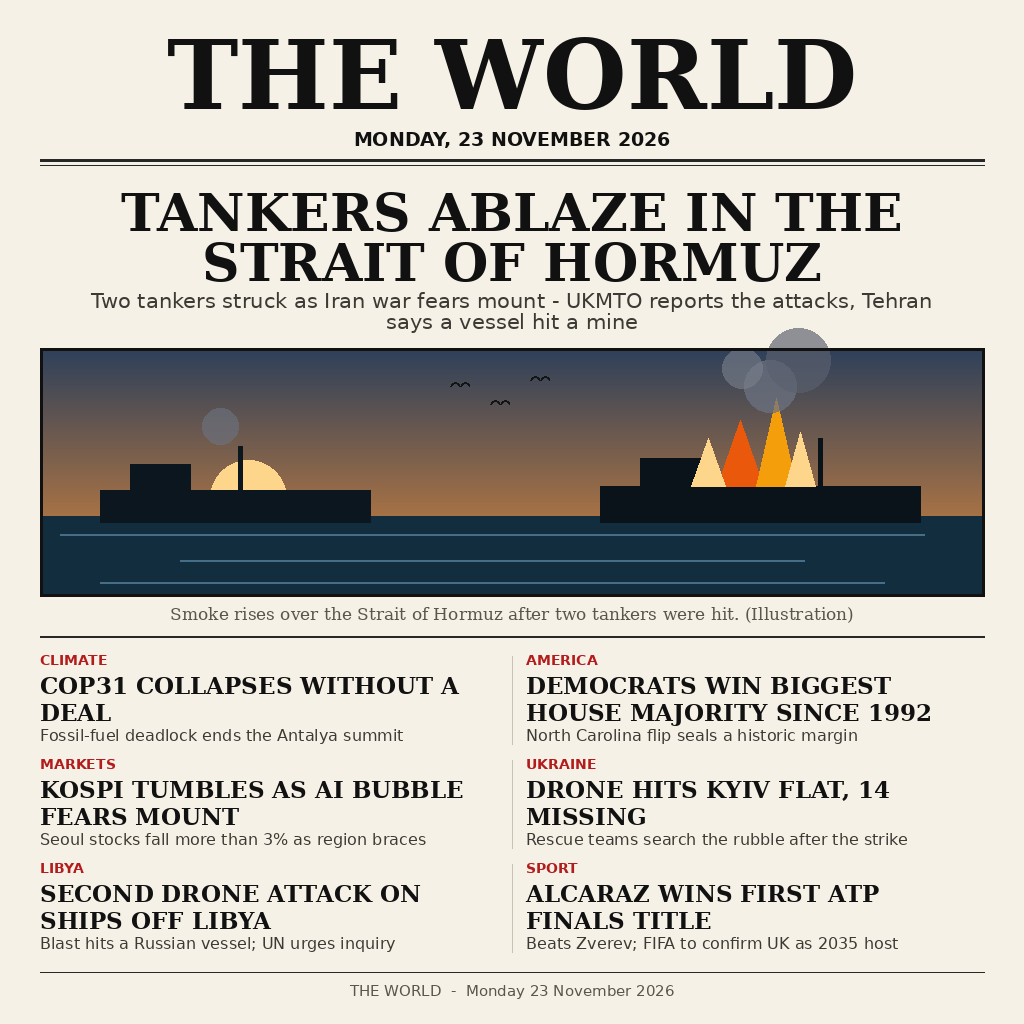 THE WORLD
MONDAY, 23 NOVEMBER 2026
TANKERS ABLAZE IN THE
STRAIT OF HORMUZ
Two tankers struck as Iran war fears mount - UKMTO reports the attacks, Tehran
says a vessel hit a mine
Smoke rises over the Strait of Hormuz after two tankers were hit. (Illustration)
CLIMATE
COP31 COLLAPSES WITHOUT A
DEAL
Fossil-fuel deadlock ends the Antalya summit
AMERICA
DEMOCRATS WIN BIGGEST
HOUSE MAJORITY SINCE 1992
North Carolina flip seals a historic margin
MARKETS
KOSPI TUMBLES AS AI BUBBLE
FEARS MOUNT
Seoul stocks fall more than 3% as region braces
UKRAINE
DRONE HITS KYIV FLAT, 14
MISSING
Rescue teams search the rubble after the strike
LIBYA
SECOND DRONE ATTACK ON
SHIPS OFF LIBYA
Blast hits a Russian vessel; UN urges inquiry
SPORT
ALCARAZ WINS FIRST ATP
FINALS TITLE
Beats Zverev; FIFA to confirm UK as 2035 host
THE WORLD - Monday 23 November 2026